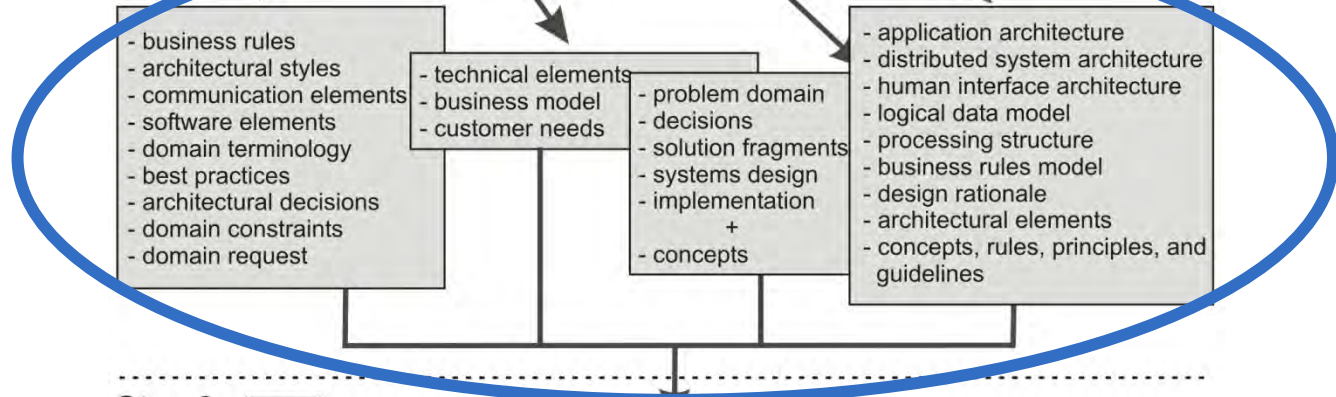 - business rules
- architectural styles
- communication elements
- software elements
- domain terminology
- best practices
- architectural decisions
- domain constraints
- domain request
- technical elements
- business model
- customer needs
- problem domain
- decisions
- solution fragments
- systems design
- implementation
+
- concepts
- application architecture
- distributed system architecture
- human interface architecture
- logical data model
- processing structure
- business rules model
- design rationale
- architectural elements
- concepts, rules, principles, and
guidelines